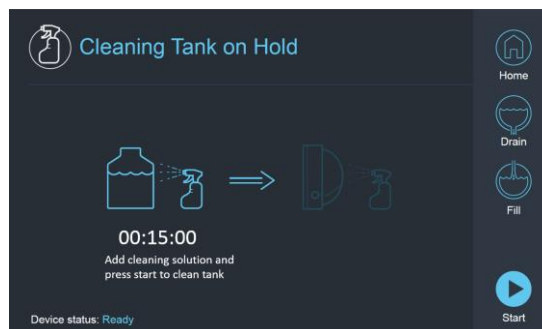 Cleaning Tank on Hold
Home
Drain
Fill
00:15:00
Add cleaning solution and
press start to clean tank
Device status: Ready
Start